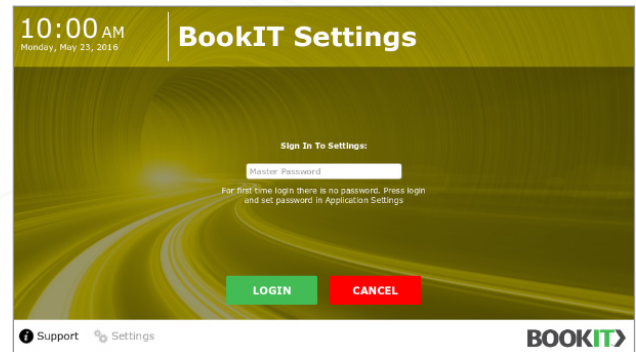 10:00 AM
Monday, May 23, 2016
BookIT Settings
Sign In To Settings:
Master Password
For first time login there is no password. Press login
and set password in Application Settings
LOGIN
CANCEL
Support
Settings
BOOKIT